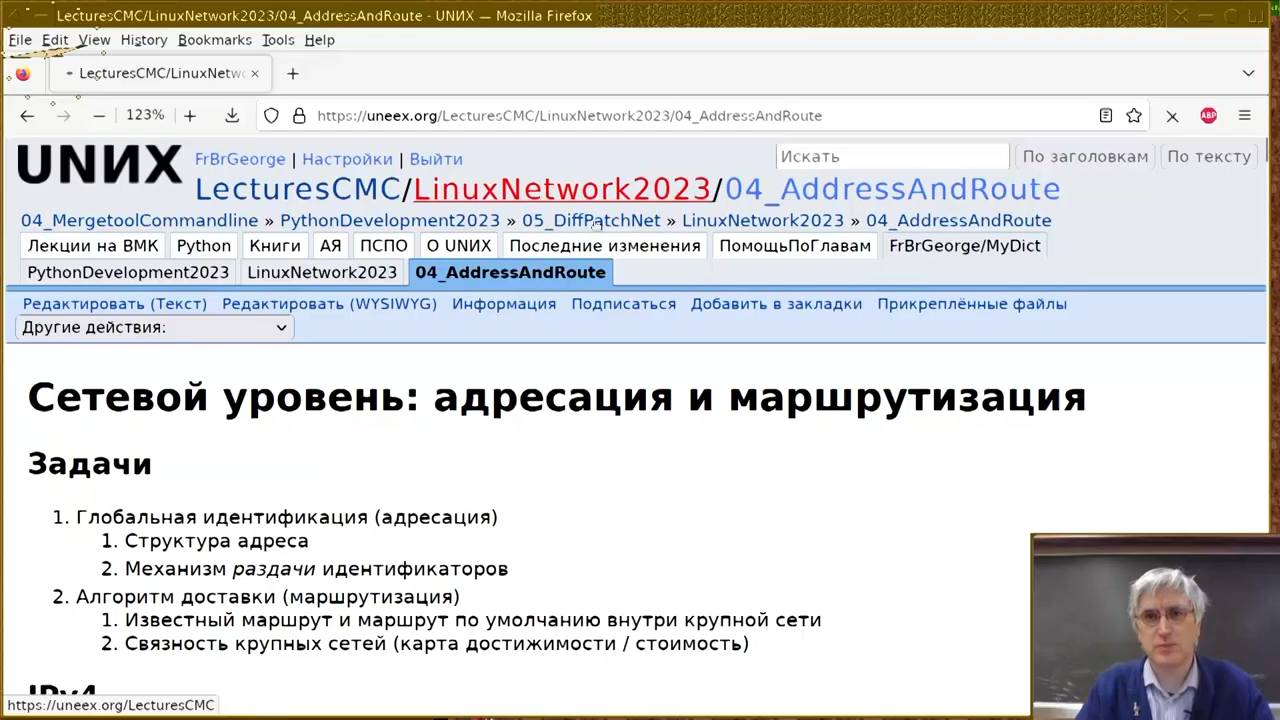 LecturesCMC/LinuxNetwork2023/04_AddressAndRoute - UNИX — Mozilla Firefox
File Edit View History Bookmarks Tools Help
LecturesCMC/LinuxNetwo
123% https://uneex.org/LecturesCMC/LinuxNetwork2023/04_AddressAndRoute ABP
UNИX FrBrGeorge | Настройки | Выйти Искать По заголовкам По тексту
LecturesCMC/LinuxNetwork2023/04_AddressAndRoute
04_MergetoolCommandline » PythonDevelopment2023 » 05_DiffPatchNet » LinuxNetwork2023 » 04_AddressAndRoute
Лекции на ВМК Python Книги АЯ ПСПО О UNIX Последние изменения ПомощьПоГлавам FrBrGeorge/MyDict
PythonDevelopment2023 LinuxNetwork2023 04_AddressAndRoute
Редактировать (Текст) Редактировать (WYSIWYG) Информация Подписаться Добавить в закладки Прикреплённые файлы
Другие действия:
Сетевой уровень: адресация и маршрутизация
Задачи
1. Глобальная идентификация (адресация)
1. Структура адреса
2. Механизм раздачи идентификаторов
2. Алгоритм доставки (маршрутизация)
1. Известный маршрут и маршрут по умолчанию внутри крупной сети
2. Связность крупных сетей (карта достижимости / стоимость)
IPv4
https://uneex.org/LecturesCMC